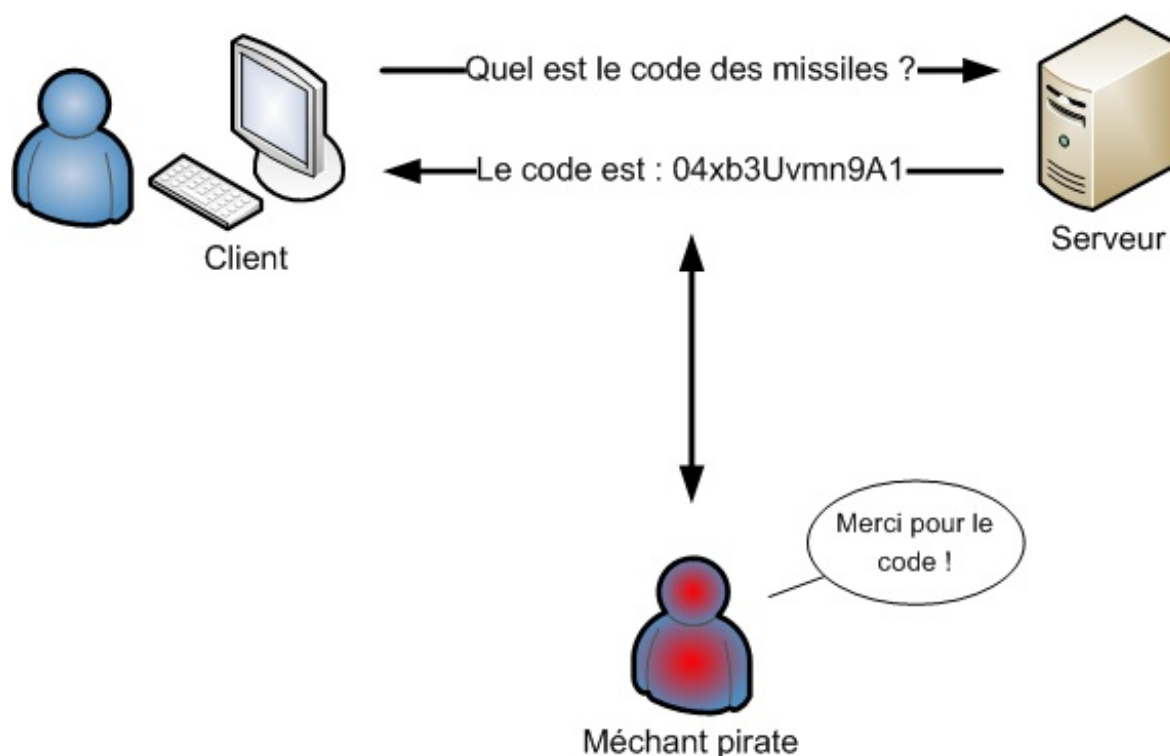 Quel est le code des missiles ?
Le code est : 04xb3Uvmn9A1
Client
Serveur
Merci pour le
code !
Méchant pirate